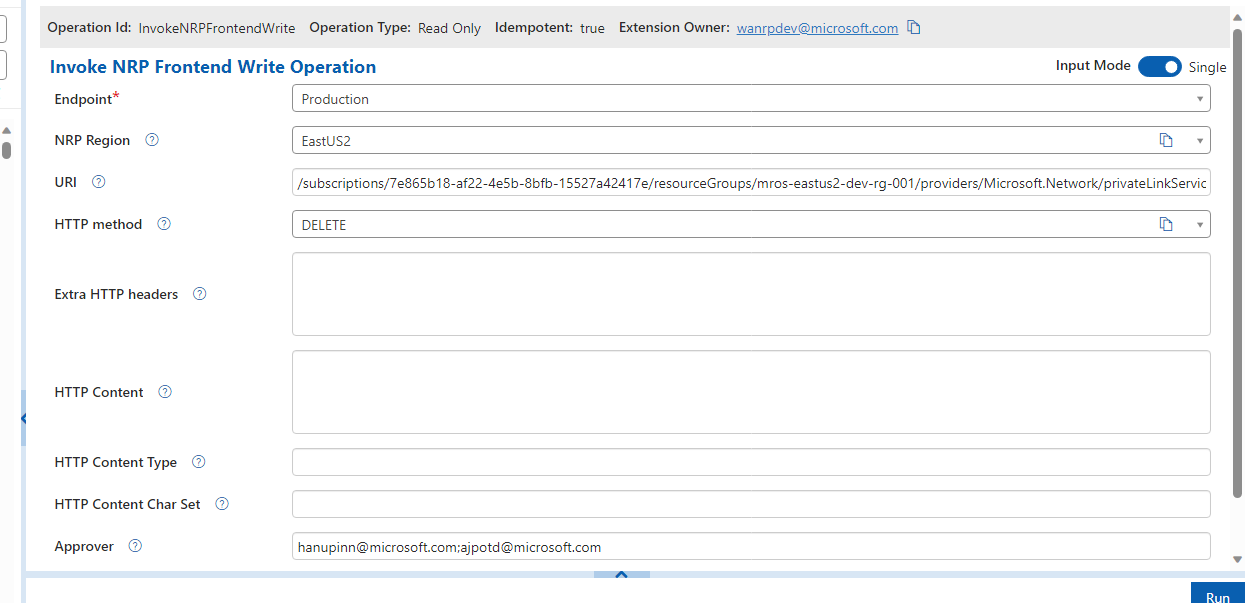 Operation Id: InvokeNRPFrontendWrite Operation Type: Read Only Idempotent: true Extension Owner: wanrpdev@microsoft.com
Invoke NRP Frontend Write Operation Input Mode Single
Endpoint* Production
NRP Region EastUS2
URI /subscriptions/7e865b18-af22-4e5b-8bfb-15527a42417e/resourceGroups/mros-eastus2-dev-rg-001/providers/Microsoft.Network/privateLinkServic
HTTP method DELETE
Extra HTTP headers
HTTP Content
HTTP Content Type
HTTP Content Char Set
Approver hanupinn@microsoft.com;ajpotd@microsoft.com
Run